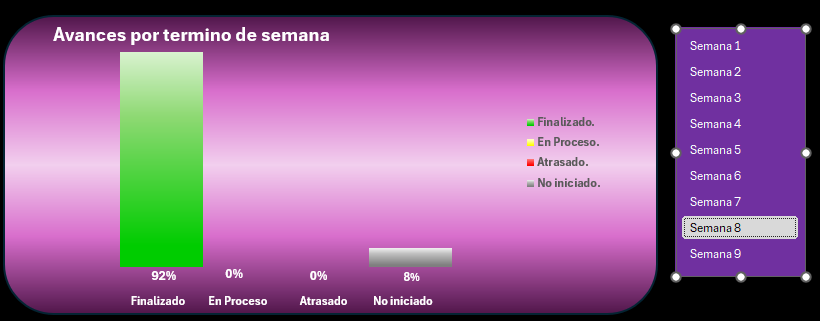 Avances por termino de semana
Finalizado.
En Proceso.
Atrasado.
No iniciado.
92% 0% 0% 8%
Finalizado En Proceso Atrasado No iniciado
Semana 1
Semana 2
Semana 3
Semana 4
Semana 5
Semana 6
Semana 7
Semana 8
Semana 9